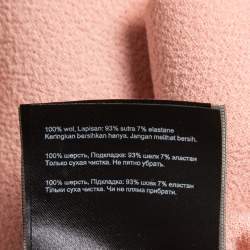 100% wol, Lapisan: 93% sutra 7% elastane
Keringkan bersihkan hanya. Jangan melihat bersih.
100% шерсть, Подкладка: 93% шелк 7% эластан
Только сухая чистка. Не пятно убрать.
100% шерсть, Підкладка: 93% шовк 7% еластан
Тільки суха чистка. Чи не пляма прибрати.